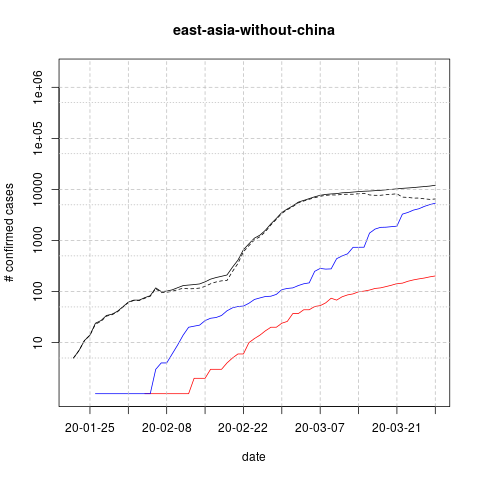 east-asia-without-china
# confirmed cases
1e+06
1e+05
10000
1000
100
10
20-01-25 20-02-08 20-02-22 20-03-07 20-03-21
date